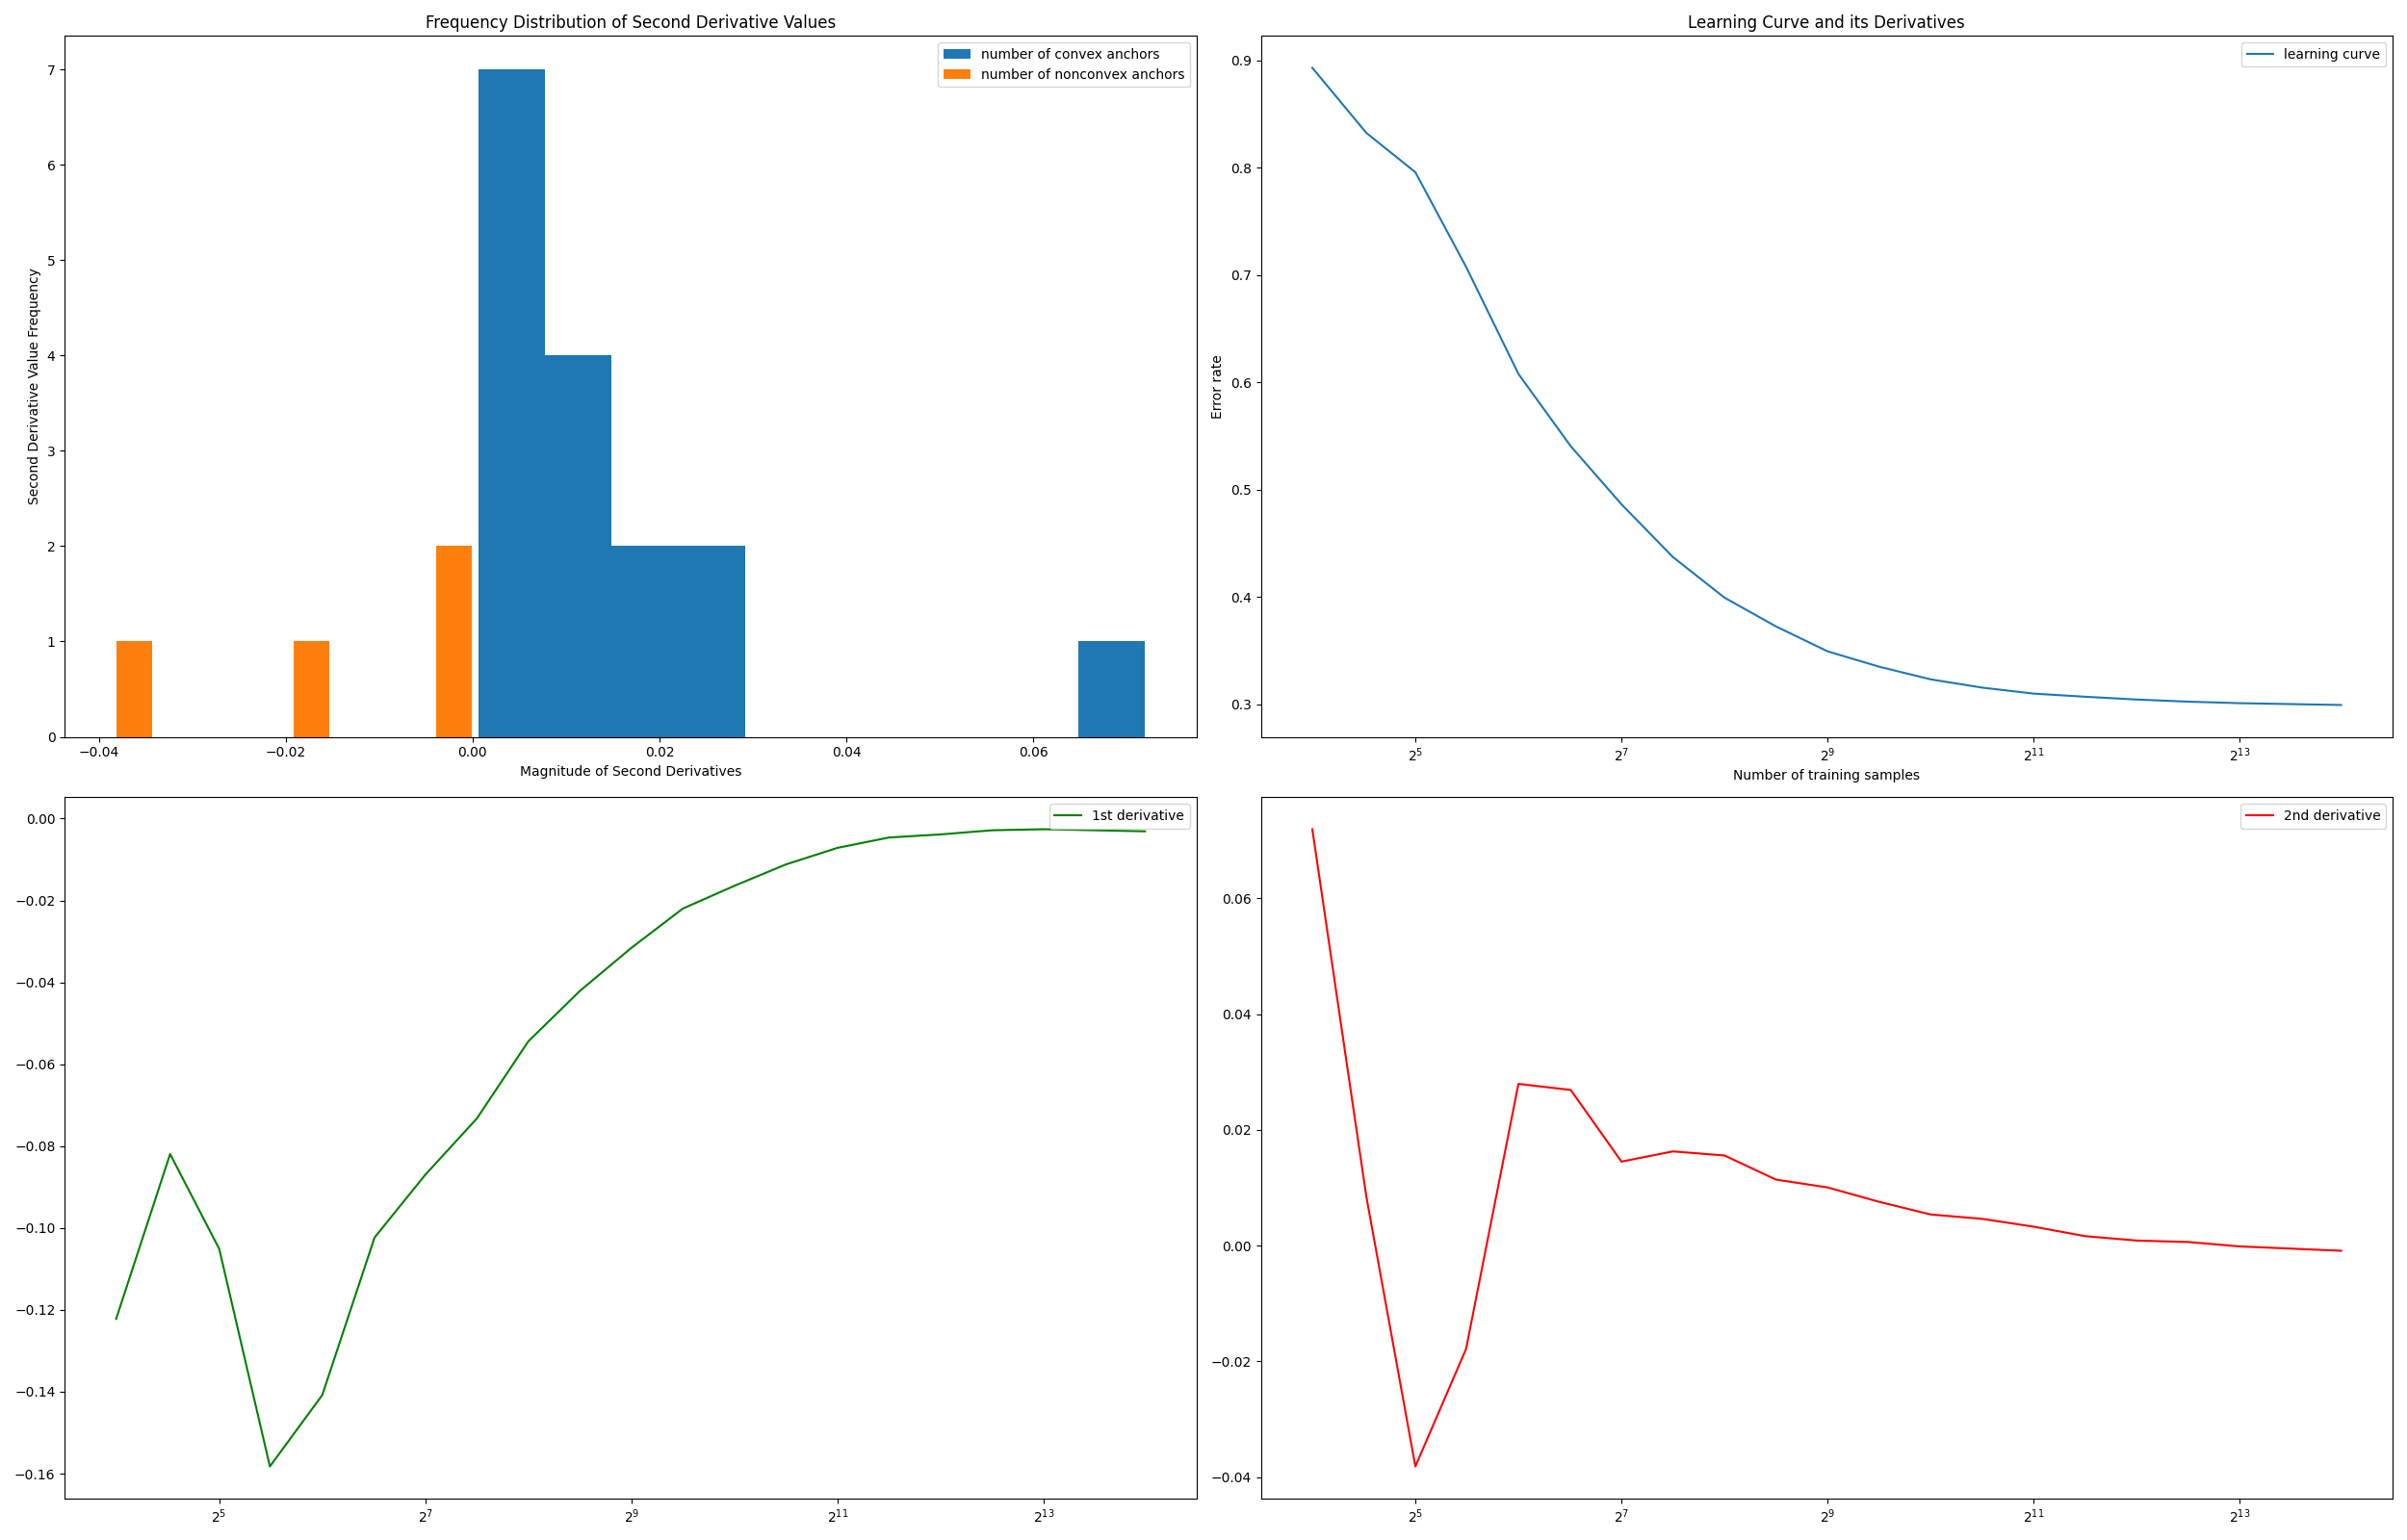 Frequency Distribution of Second Derivative Values
number of convex anchors
number of nonconvex anchors
7
6
5
4
3
2
1
0
Second Derivative Value Frequency
−0.04 −0.02 0.00 0.02 0.04 0.06
Magnitude of Second Derivatives
Learning Curve and its Derivatives
learning curve
0.9
0.8
0.7
0.6
0.5
0.4
0.3
Error rate
2^5 2^7 2^9 2^11 2^13
Number of training samples
1st derivative
0.00
−0.02
−0.04
−0.06
−0.08
−0.10
−0.12
−0.14
−0.16
2^5 2^7 2^9 2^11 2^13
2nd derivative
0.06
0.04
0.02
0.00
−0.02
−0.04
2^5 2^7 2^9 2^11 2^13